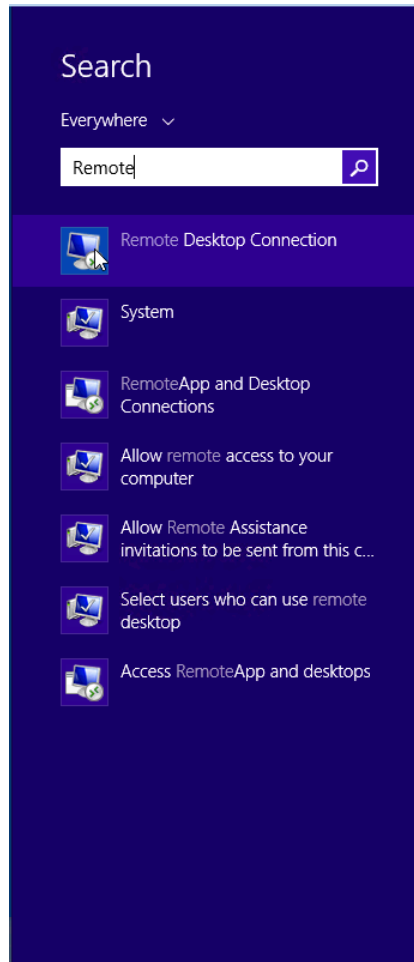 Search
Everywhere
Remote
Remote Desktop Connection
System
RemoteApp and Desktop
Connections
Allow remote access to your
computer
Allow Remote Assistance
invitations to be sent from this c...
Select users who can use remote
desktop
Access RemoteApp and desktops